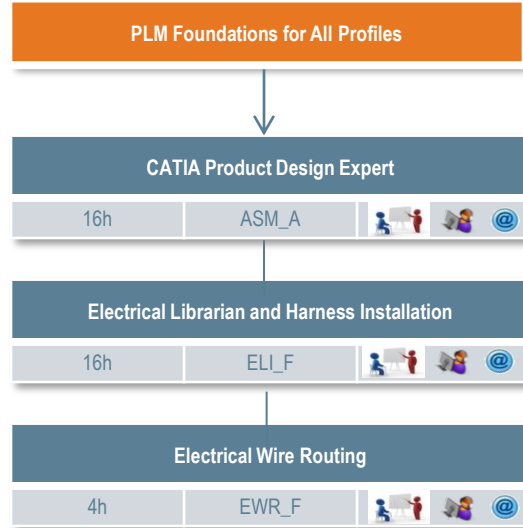 PLM Foundations for All Profiles
CATIA Product Design Expert
16h ASM_A @
Electrical Librarian and Harness Installation
16h ELI_F @
Electrical Wire Routing
4h EWR_F @